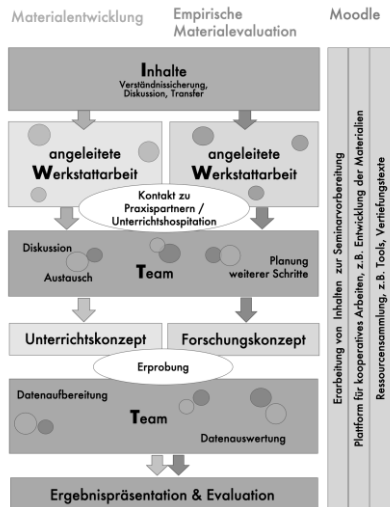 Materialentwicklung
Empirische
Materialevaluation
Moodle
Inhalte
Verständnissicherung,
Diskussion, Transfer
angeleitete
Werkstattarbeit
angeleitete
Werkstattarbeit
Kontakt zu
Praxispartnern /
Unterrichtshospitation
Diskussion
Austausch
Team
Planung
weiterer Schritte
Unterrichtskonzept
Forschungskonzept
Erprobung
Datenaufbereitung
Team
Datenauswertung
Ergebnispräsentation & Evaluation
Erarbeitung von Inhalten zur Seminarvorbereitung
Plattform für kooperatives Arbeiten, z.B. Entwicklung der Materialien
Ressourcensammlung, z.B. Tools, Vertiefungstexte